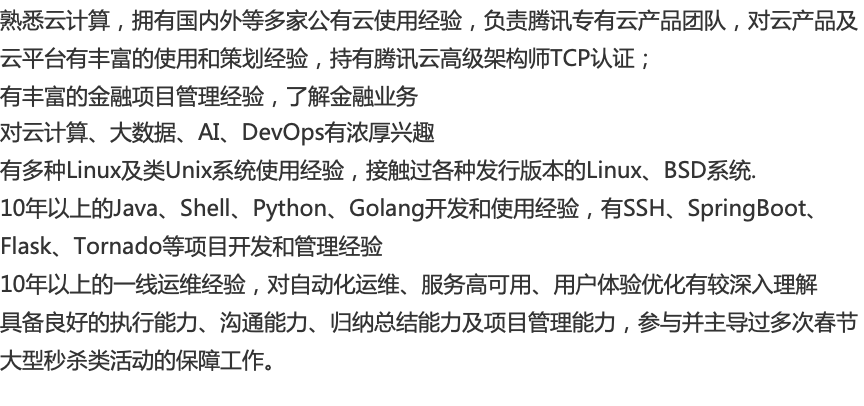 熟悉云计算，拥有国内外等多家公有云使用经验，负责腾讯专有云产品团队，对云产品及
云平台有丰富的使用和策划经验，持有腾讯云高级架构师TCP认证；
有丰富的金融项目管理经验，了解金融业务
对云计算、大数据、AI、DevOps有浓厚兴趣
有多种Linux及类Unix系统使用经验，接触过各种发行版本的Linux、BSD系统.
10年以上的Java、Shell、Python、Golang开发和使用经验，有SSH、SpringBoot、
Flask、Tornado等项目开发和管理经验
10年以上的一线运维经验，对自动化运维、服务高可用、用户体验优化有较深入理解
具备良好的执行能力、沟通能力、归纳总结能力及项目管理能力，参与并主导过多次春节
大型秒杀类活动的保障工作。